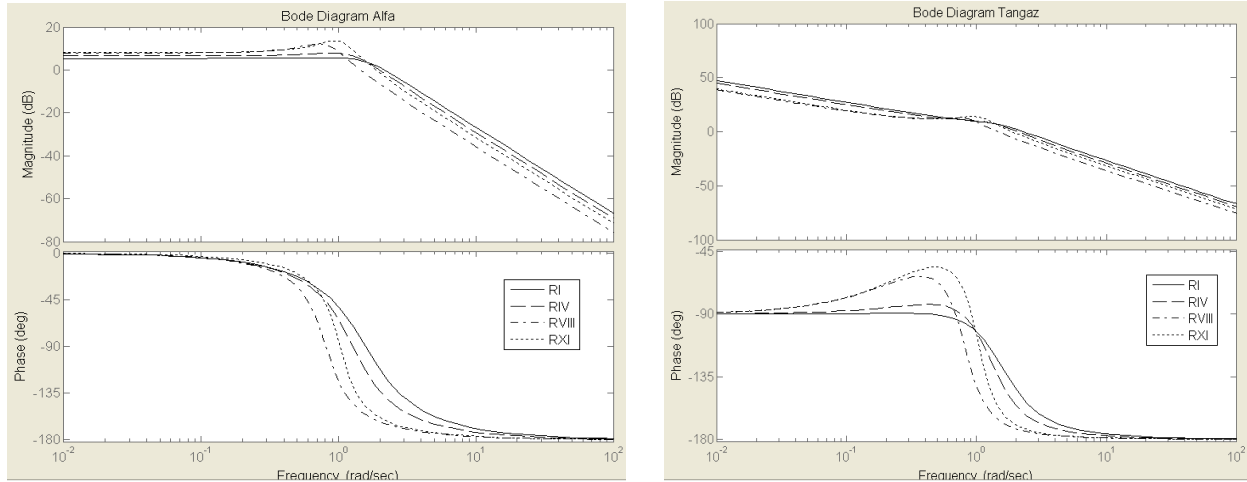 Bode Diagram Alfa
20
0
-20
-40
-60
-80
Magnitude (dB)
0
-45
-90
-135
-180
Phase (deg)
RI
RIV
RVIII
RXI
10^-2
10^-1
10^0
10^1
10^2
Frequency (rad/sec)
Bode Diagram Tangaz
100
50
0
-50
-100
Magnitude (dB)
-45
-90
-135
-180
Phase (deg)
RI
RIV
RVIII
RXI
10^-2
10^-1
10^0
10^1
10^2
Frequency (rad/sec)